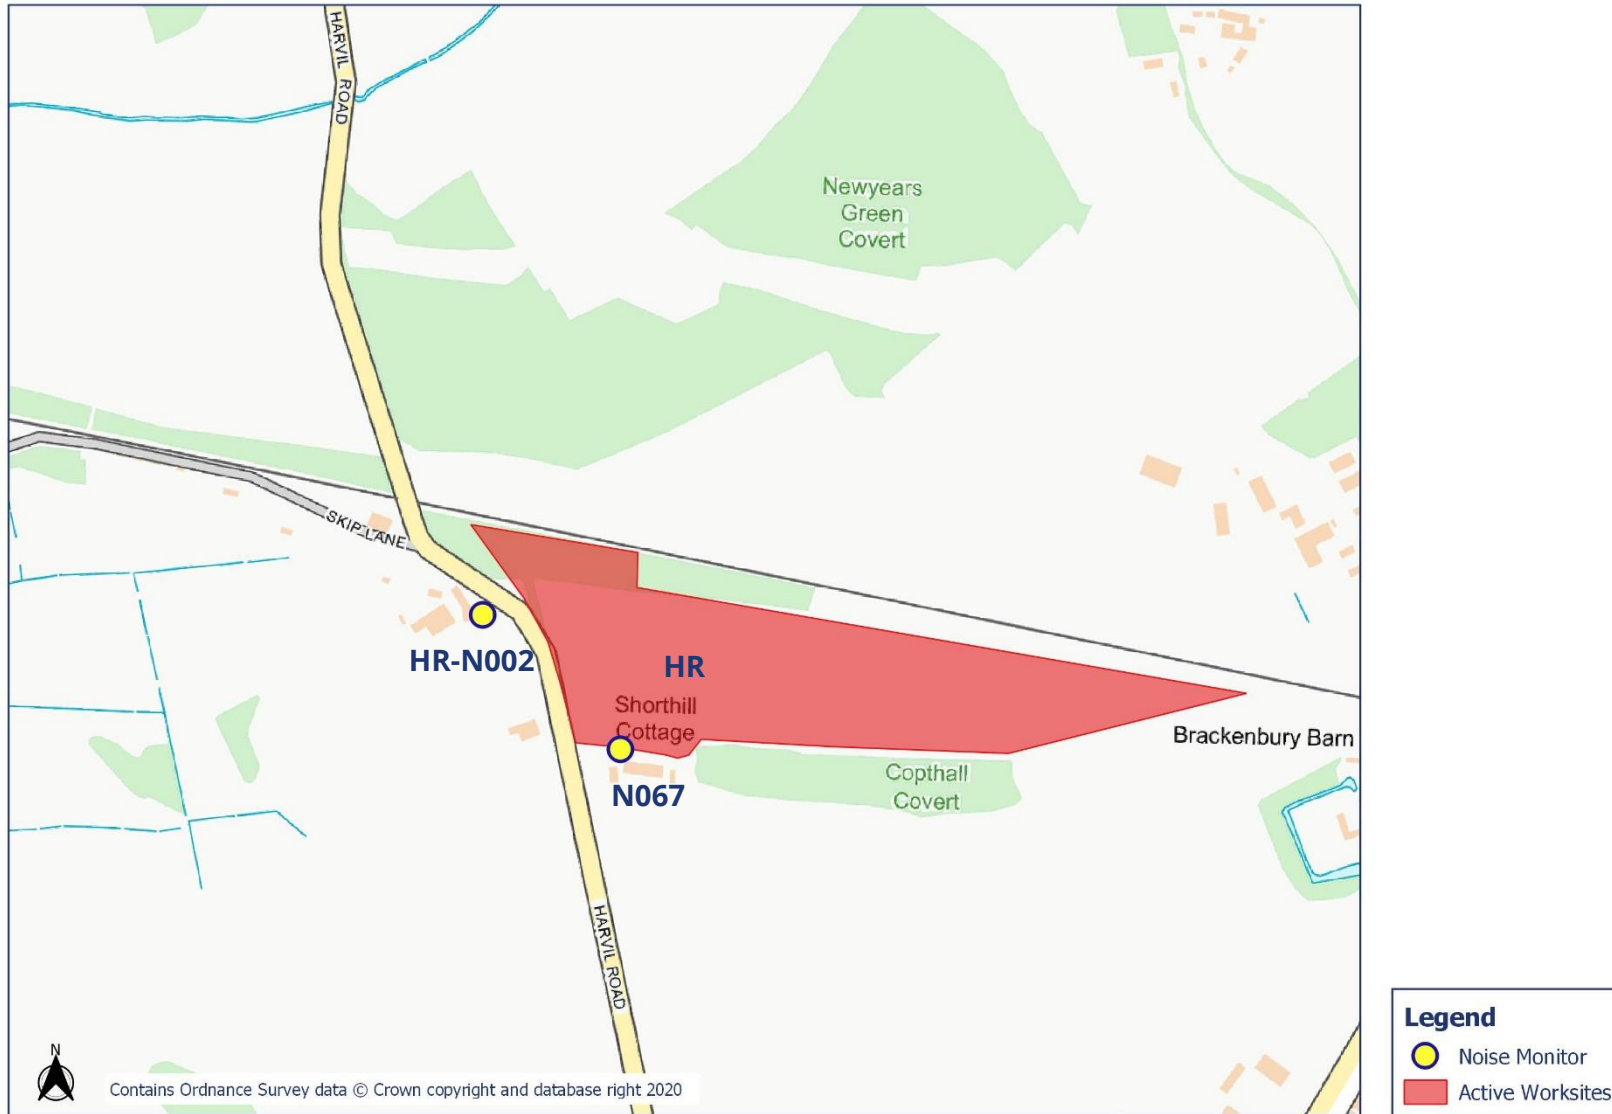 HARVIL ROAD
Newyears
Green
Covert
SKIP LANE
HR-N002
HR
Shorthill
Cottage
Brackenbury Barn
N067
Copthall
Covert
HARVIL ROAD
N
Contains Ordnance Survey data © Crown copyright and database right 2020
Legend
Noise Monitor
Active Worksites